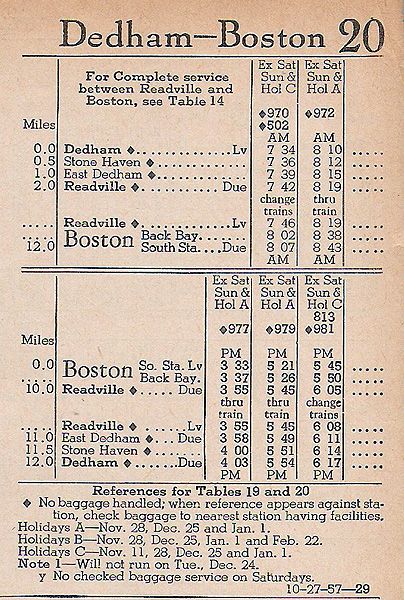 Dedham—Boston 20
For Complete service
between Readville and
Boston, see Table 14
Ex Sat Ex Sat
Sun & Sun &
Hol C Hol A
♦970 ♦972
♦502
Miles AM AM
0.0 Dedham ♦..............Lv 7 34 8 10 .....
0.5 Stone Haven ♦............ 7 36 8 12 .....
1.0 East Dedham ♦............ 7 39 8 15 .....
2.0 Readville ♦............Due 7 42 8 19 .....
change thru
trains train
..... Readville ♦..............Lv 7 46 8 19 .....
..... Boston Back Bay....... 8 02 8 38 .....
12.0 South Sta....Due 8 07 8 43 .....
AM AM
Ex Sat Ex Sat Ex Sat
Sun & Sun & Sun &
Hol A Hol A Hol C
813
♦977 ♦979 ♦981
Miles
PM PM PM
0.0 Boston So. Sta. Lv 3 33 5 21 5 45 .....
..... Back Bay. 3 37 5 26 5 50 .....
10.0 Readville ♦...... Due 3 55 5 45 6 05 .....
thru thru change
train train trains
..... Readville ♦........Lv 3 55 5 45 6 08 .....
11.0 East Dedham ♦...... 3 58 5 49 6 11 .....
11.5 Stone Haven ♦...... 4 00 5 51 6 14 .....
12.0 Dedham ♦........Due 4 03 5 54 6 17 .....
PM PM PM
References for Tables 19 and 20
♦ No baggage handled; when reference appears against sta-
tion, check baggage to nearest station having facilities.
Holidays A—Nov. 28, Dec. 25 and Jan. 1.
Holidays B—Nov. 28, Dec. 25, Jan. 1 and Feb. 22.
Holidays C—Nov. 11, 28, Dec. 25 and Jan. 1.
Note 1—Will not run on Tue., Dec. 24.
y No checked baggage service on Saturdays.
10-27-57—29